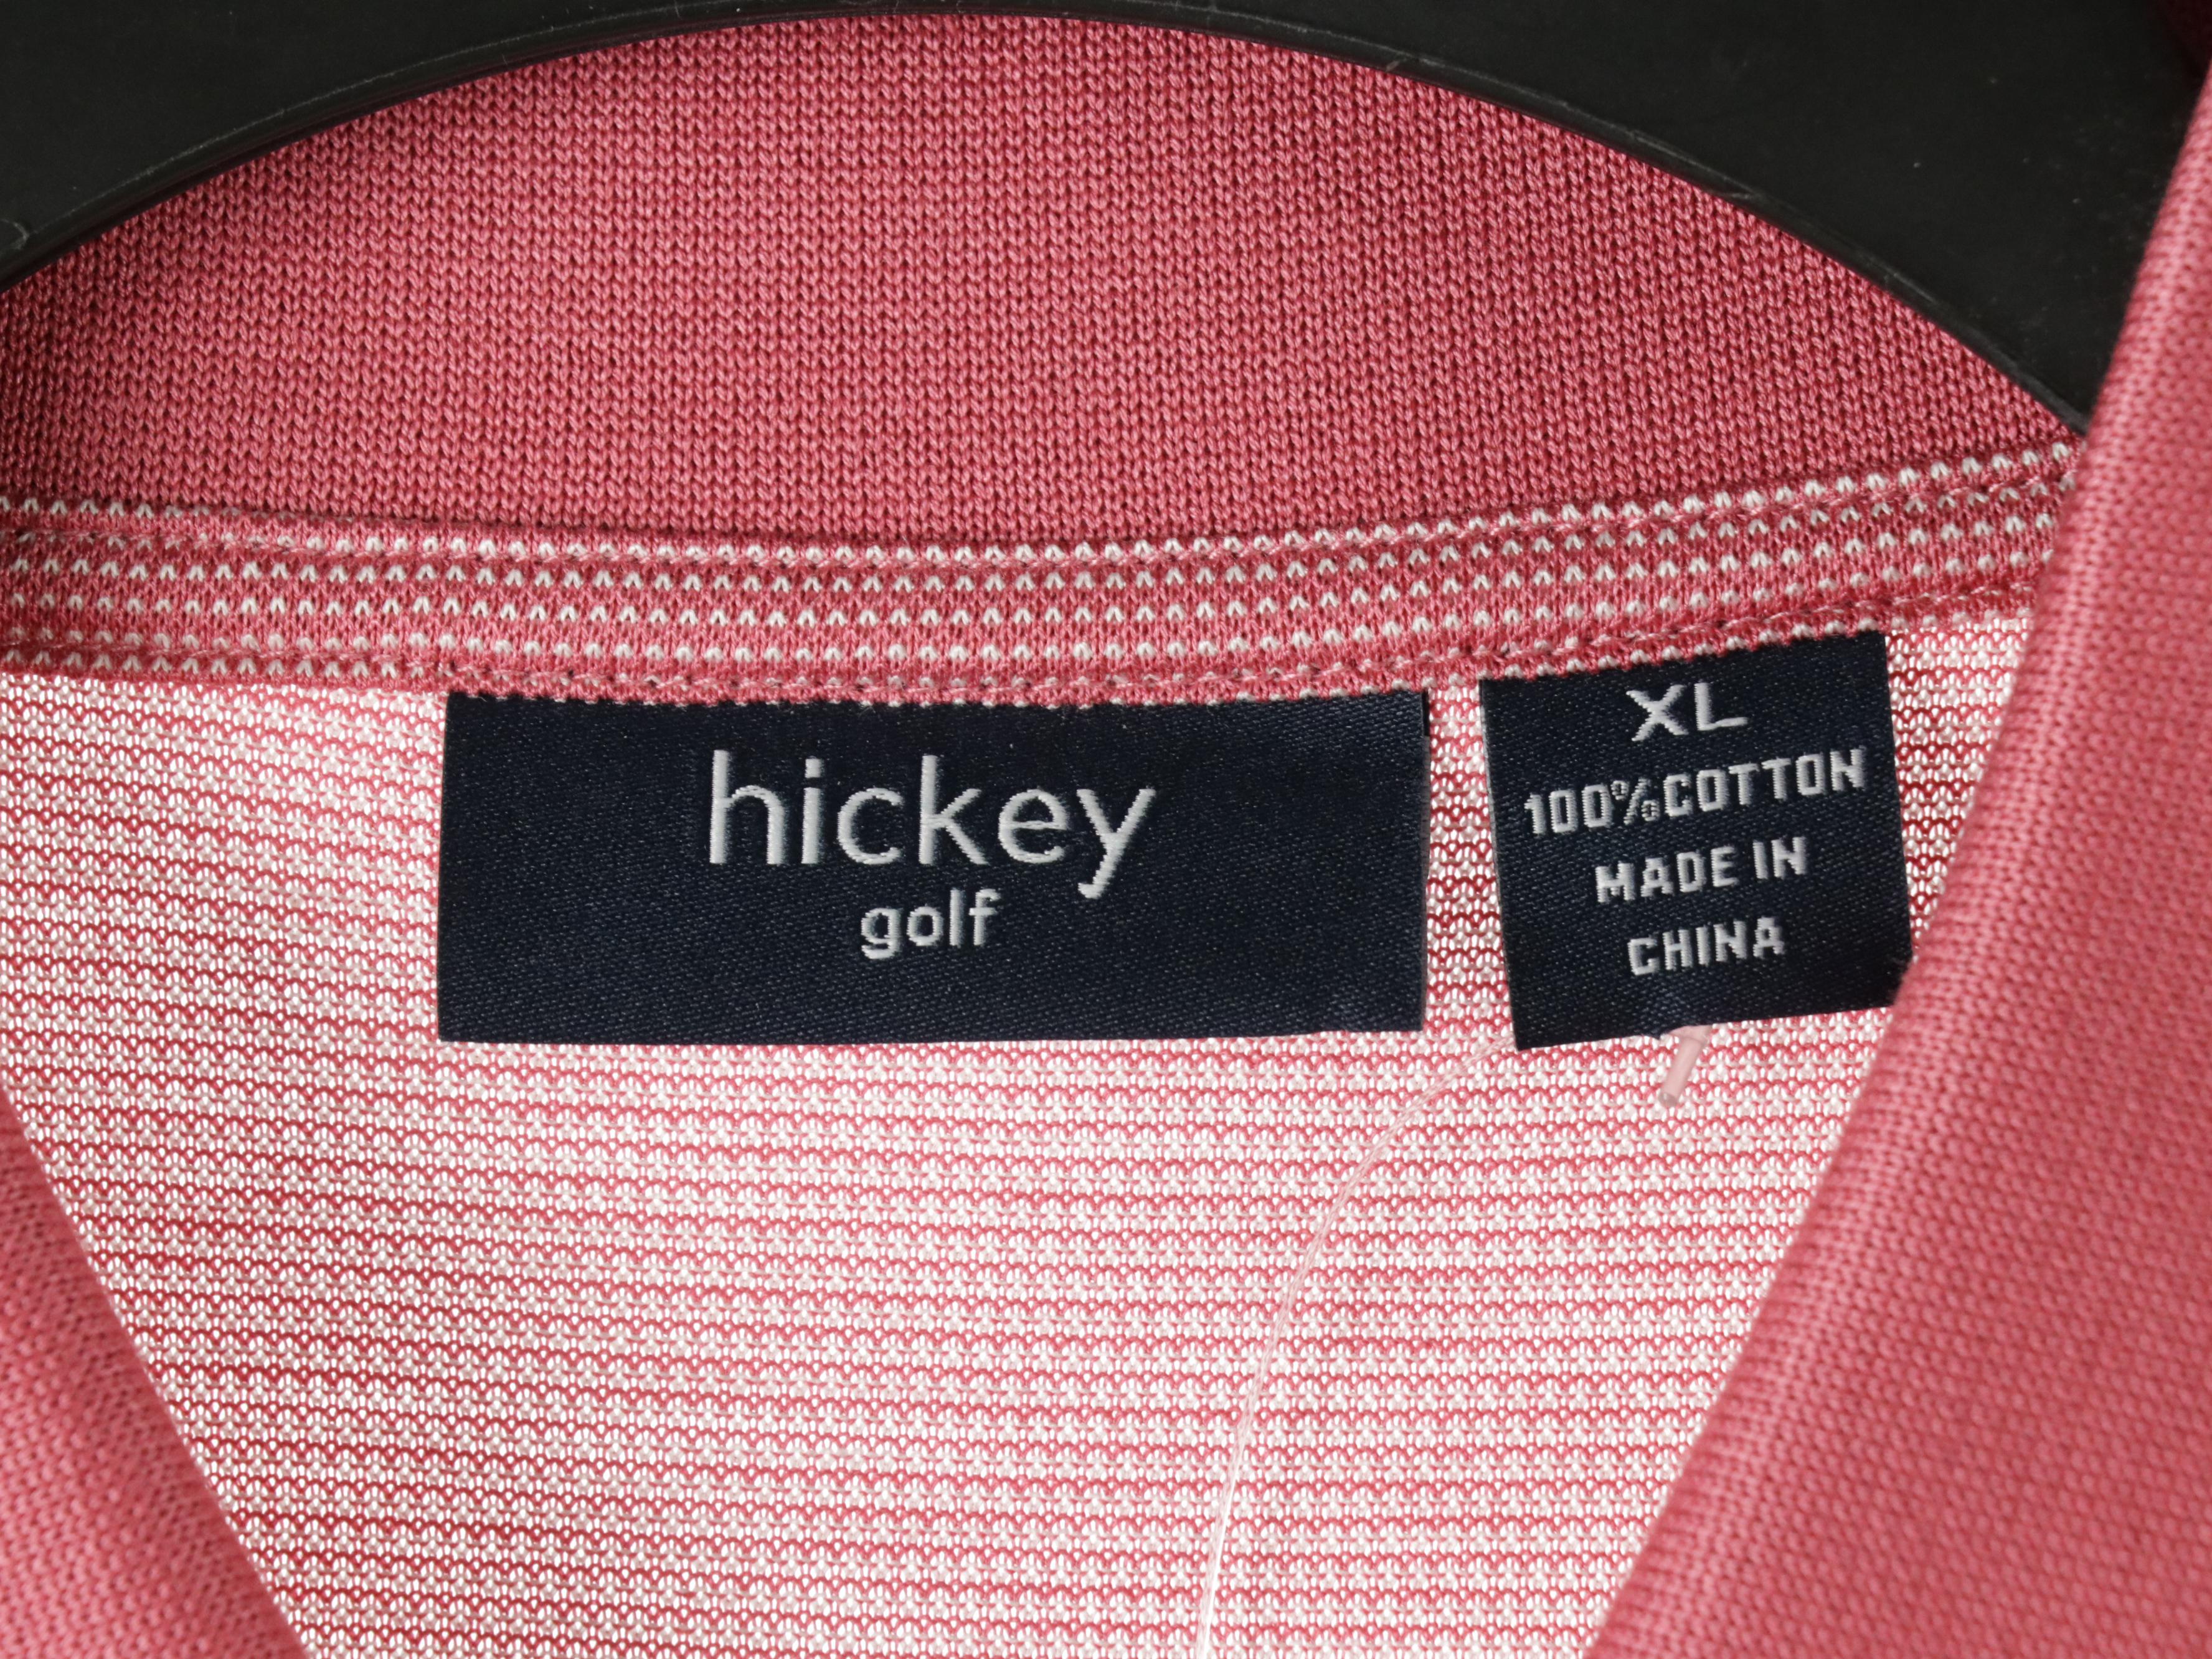 hickey
golf
XL
100%COTTON
MADE IN
CHINA